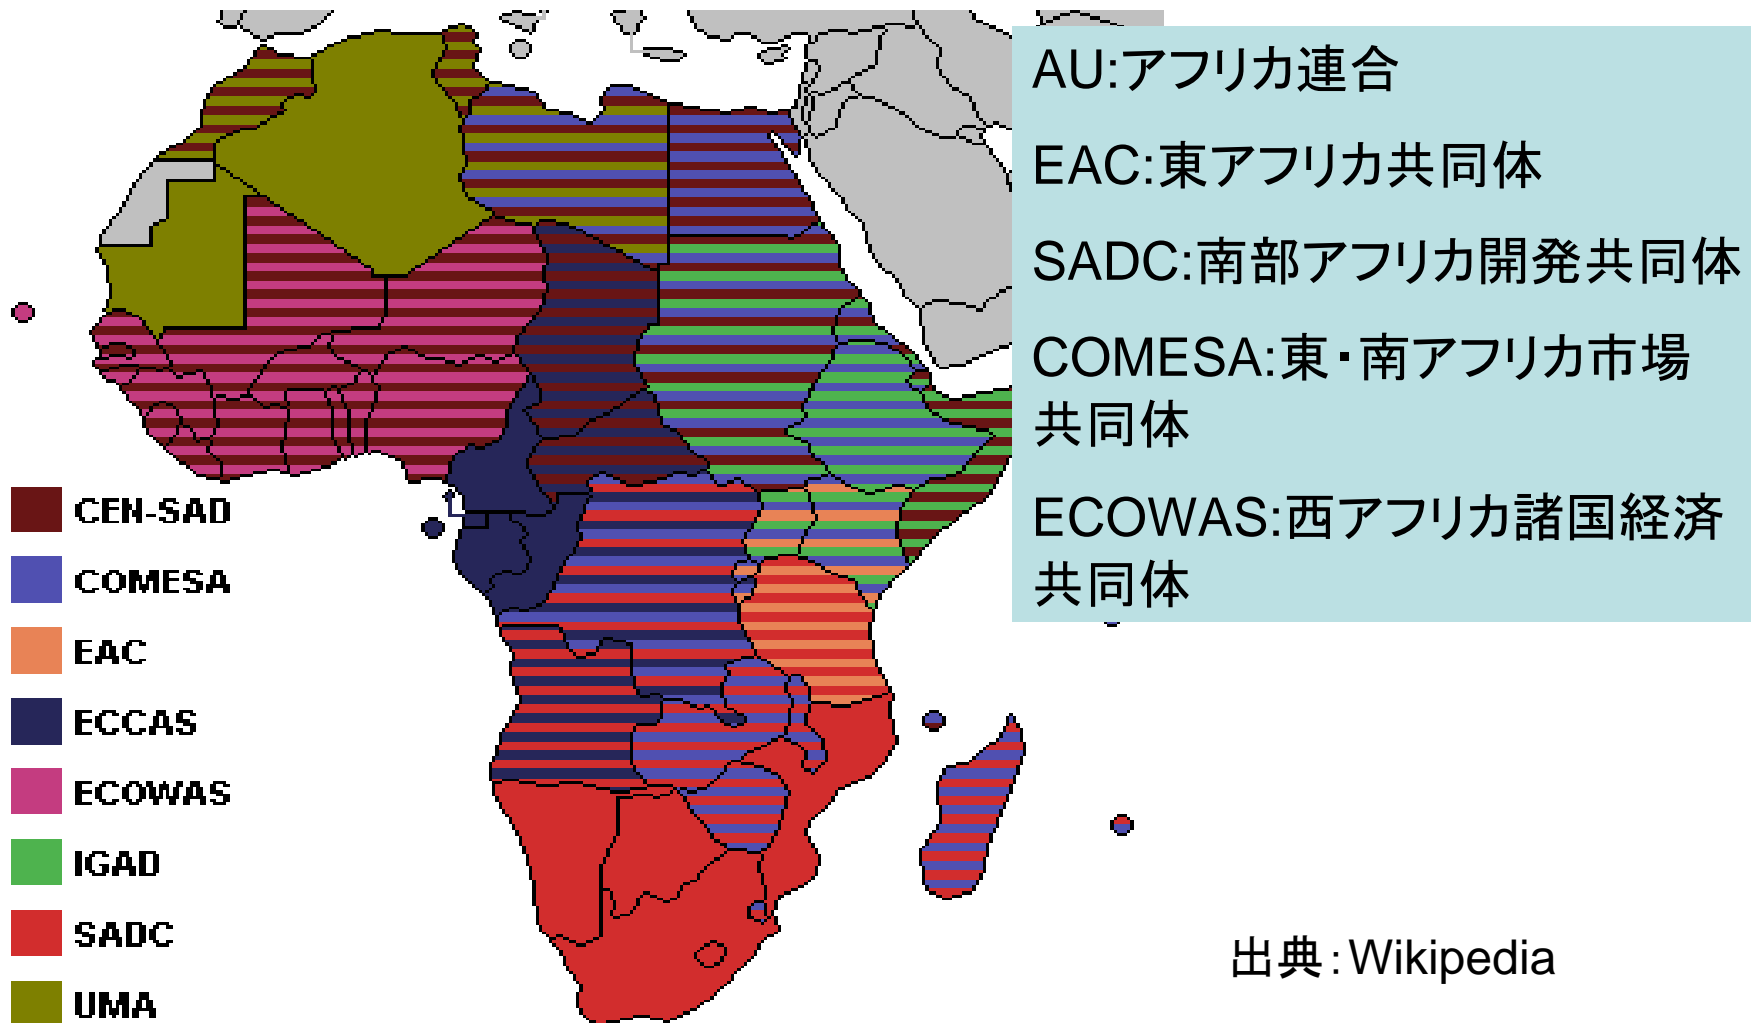 AU:アフリカ連合
EAC:東アフリカ共同体
SADC:南部アフリカ開発共同体
COMESA:東・南アフリカ市場
共同体
ECOWAS:西アフリカ諸国経済
共同体
CEN-SAD
COMESA
EAC
ECCAS
ECOWAS
IGAD
SADC
UMA
出典：Wikipedia